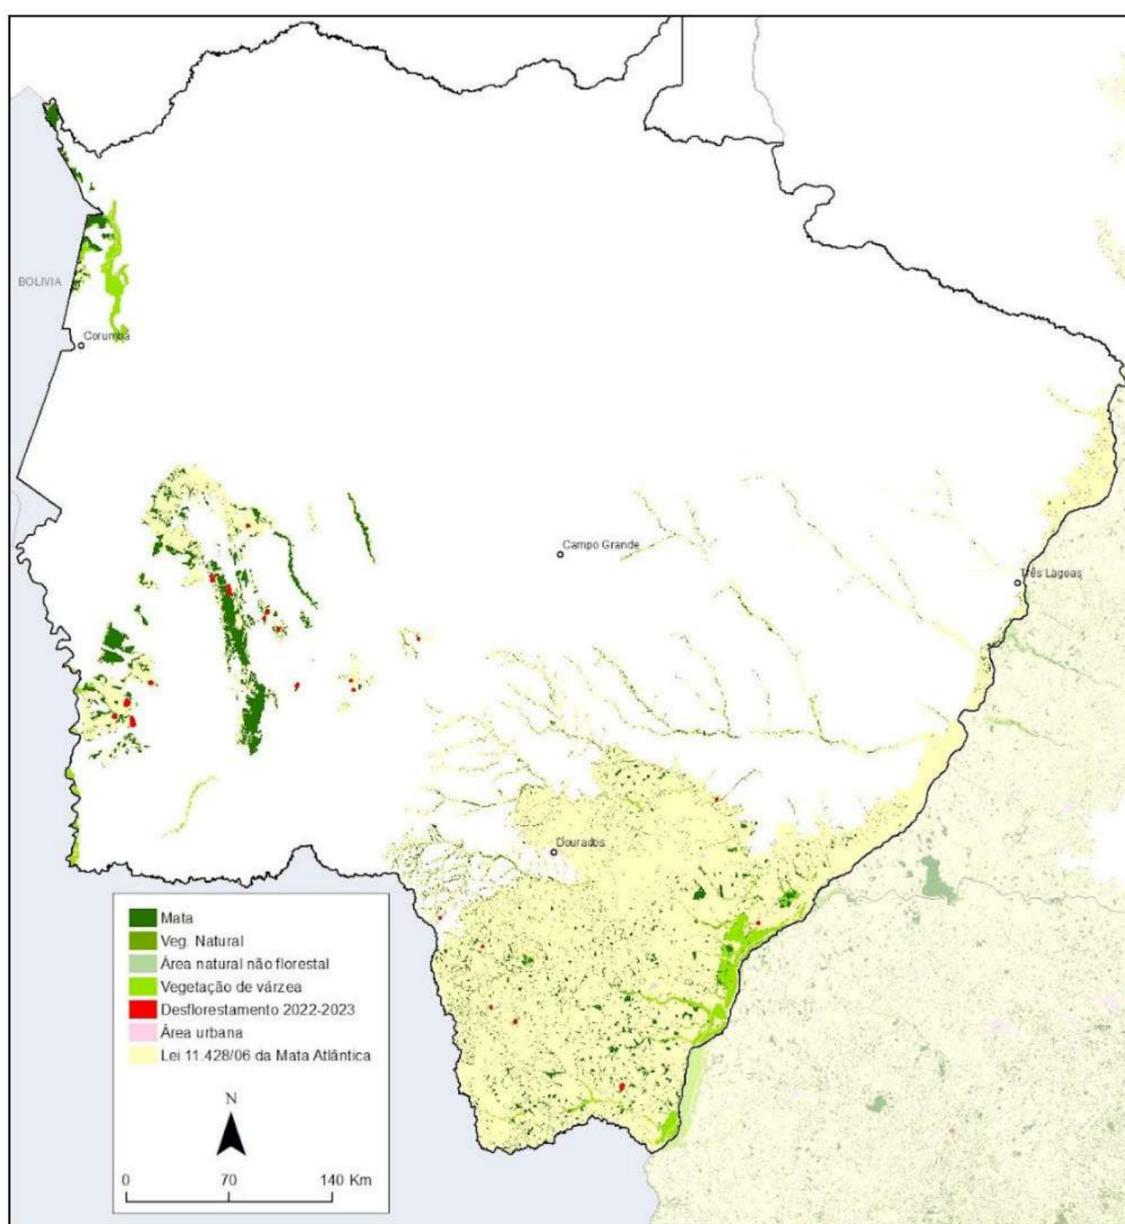 BOLIVIA
Corumbá
Campo Grande
Três Lagoas
Dourados
Mata
Veg. Natural
Área natural não florestal
Vegetação de várzea
Desflorestamento 2022-2023
Área urbana
Lei 11.428/06 da Mata Atlântica
N
0 70 140 Km